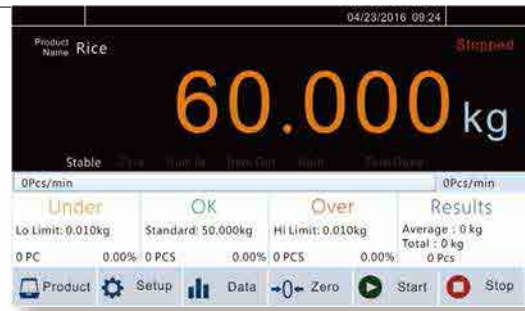 04/23/2016 09:24
Product Name Rice
Stopped
60.000 kg
Stable
0Pcs/min 0Pcs/min
Under OK Over Results
Lo Limit: 0.010kg Standard: 50.000kg Hi Limit: 0.010kg Average : 0 kg
Total : 0 kg
0 PC 0.00% 0 PCS 0.00% 0 PCS 0.00% 0 Pcs
Product Setup Data →0← Zero Start Stop